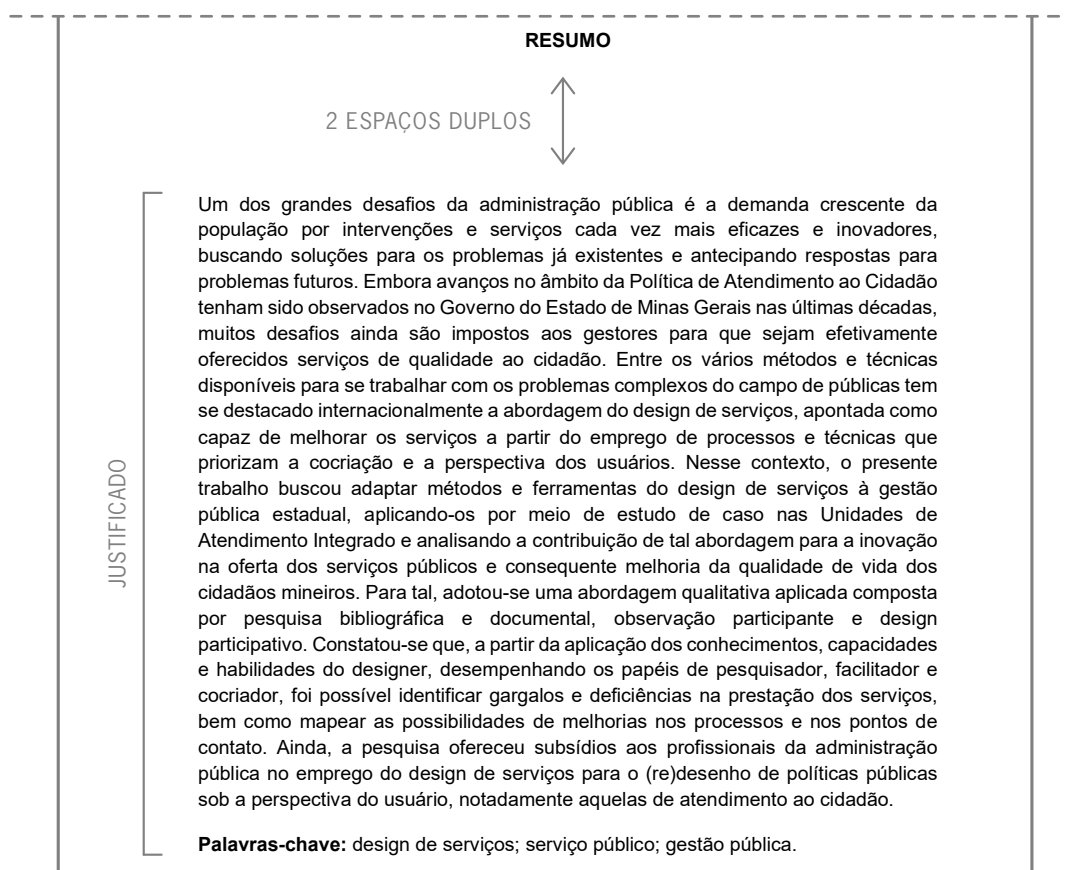 RESUMO
2 ESPAÇOS DUPLOS
JUSTIFICADO
Um dos grandes desafios da administração pública é a demanda crescente da
população por intervenções e serviços cada vez mais eficazes e inovadores,
buscando soluções para os problemas já existentes e antecipando respostas para
problemas futuros. Embora avanços no âmbito da Política de Atendimento ao Cidadão
tenham sido observados no Governo do Estado de Minas Gerais nas últimas décadas,
muitos desafios ainda são impostos aos gestores para que sejam efetivamente
oferecidos serviços de qualidade ao cidadão. Entre os vários métodos e técnicas
disponíveis para se trabalhar com os problemas complexos do campo de públicas tem
se destacado internacionalmente a abordagem do design de serviços, apontada como
capaz de melhorar os serviços a partir do emprego de processos e técnicas que
priorizam a cocriação e a perspectiva dos usuários. Nesse contexto, o presente
trabalho buscou adaptar métodos e ferramentas do design de serviços à gestão
pública estadual, aplicando-os por meio de estudo de caso nas Unidades de
Atendimento Integrado e analisando a contribuição de tal abordagem para a inovação
na oferta dos serviços públicos e consequente melhoria da qualidade de vida dos
cidadãos mineiros. Para tal, adotou-se uma abordagem qualitativa aplicada composta
por pesquisa bibliográfica e documental, observação participante e design
participativo. Constatou-se que, a partir da aplicação dos conhecimentos, capacidades
e habilidades do designer, desempenhando os papéis de pesquisador, facilitador e
cocriador, foi possível identificar gargalos e deficiências na prestação dos serviços,
bem como mapear as possibilidades de melhorias nos processos e nos pontos de
contato. Ainda, a pesquisa ofereceu subsídios aos profissionais da administração
pública no emprego do design de serviços para o (re)desenho de políticas públicas
sob a perspectiva do usuário, notadamente aquelas de atendimento ao cidadão.
Palavras-chave: design de serviços; serviço público; gestão pública.